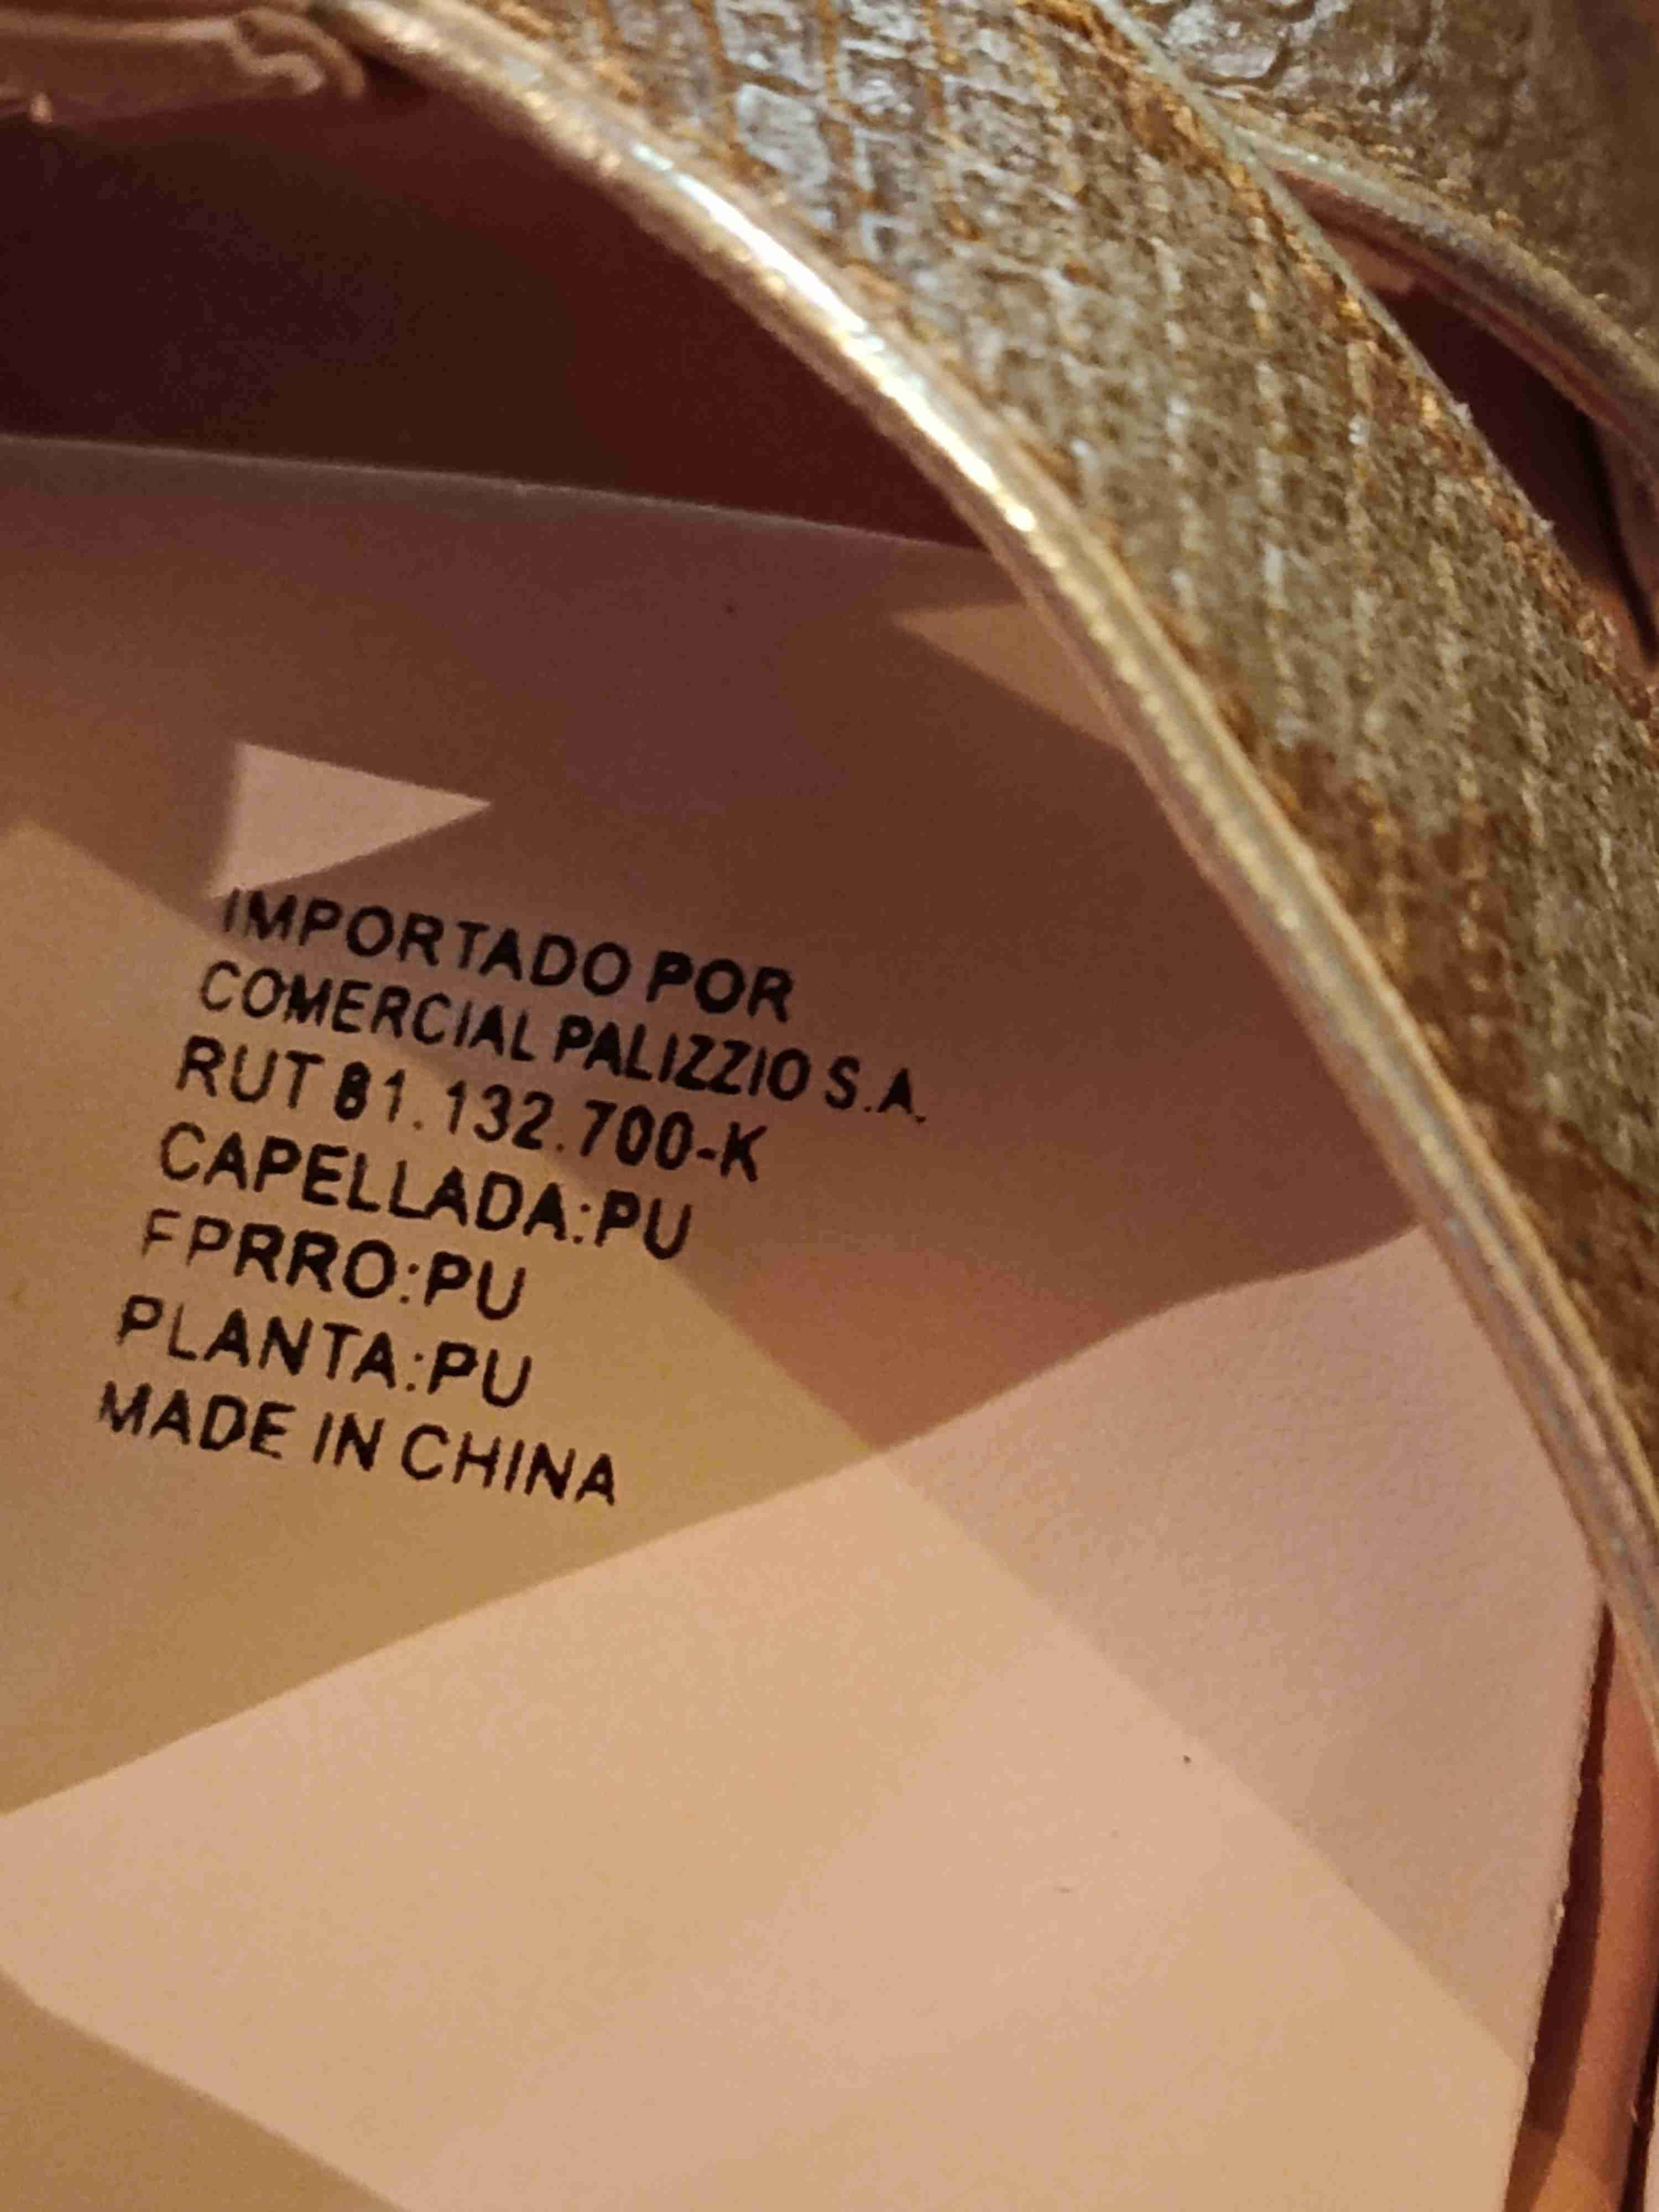 IMPORTADO POR
COMERCIAL PALIZZIO S.A.
RUT 81.132.700-K
CAPELLADA:PU
FPRRO:PU
PLANTA:PU
MADE IN CHINA